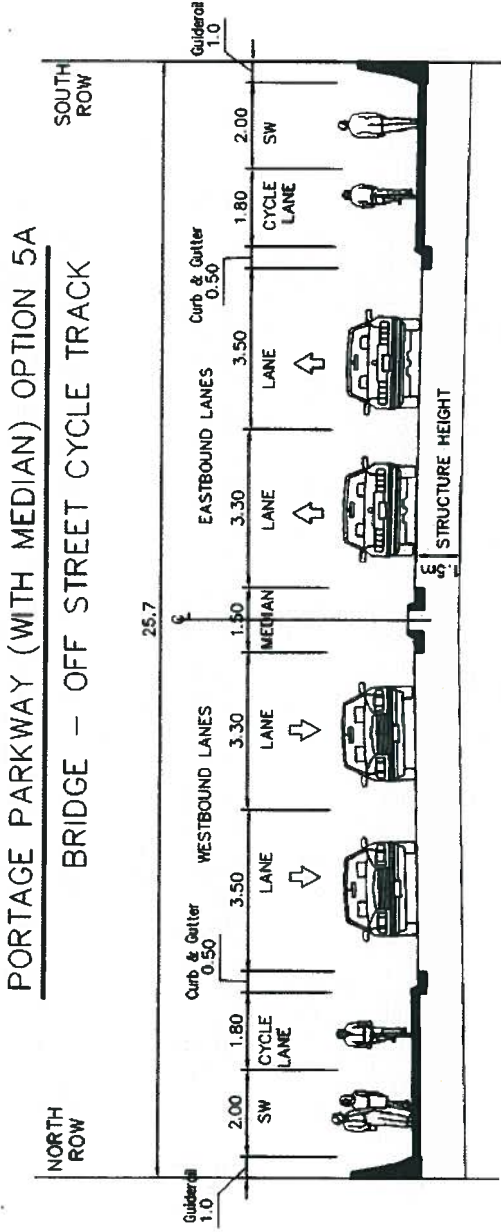 PORTAGE PARKWAY (WITH MEDIAN) OPTION 5A
BRIDGE – OFF STREET CYCLE TRACK
NORTH
ROW
SOUTH
ROW
25.7
℄
Guiderail
1.0
2.00
SW
1.80
CYCLE
LANE
Curb & Gutter
0.50
WESTBOUND LANES
3.50
LANE
3.30
LANE
1.50
MEDIAN
EASTBOUND LANES
3.30
LANE
3.50
LANE
Curb & Gutter
0.50
1.80
CYCLE
LANE
2.00
SW
Guiderail
1.0
1.5
m
STRUCTURE HEIGHT